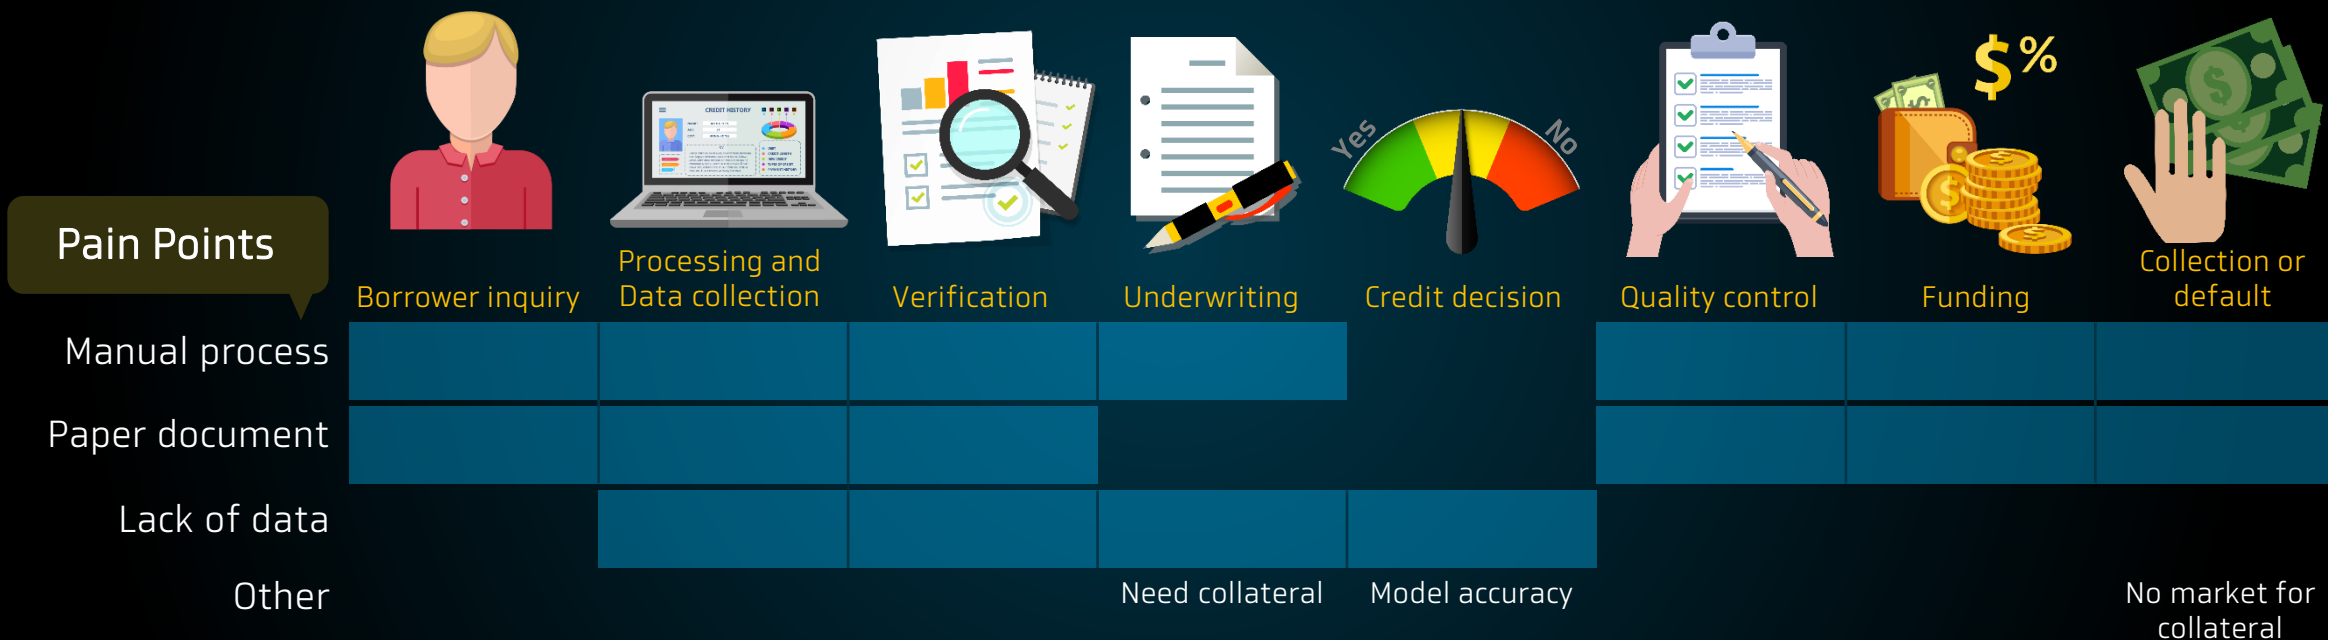 $%
CREDIT HISTORY
Yes
No
Pain Points
Borrower inquiry
Processing and
Data collection
Verification
Underwriting
Credit decision
Quality control
Funding
Collection or
default
Manual process
Paper document
Lack of data
Other
Need collateral
Model accuracy
No market for
collateral